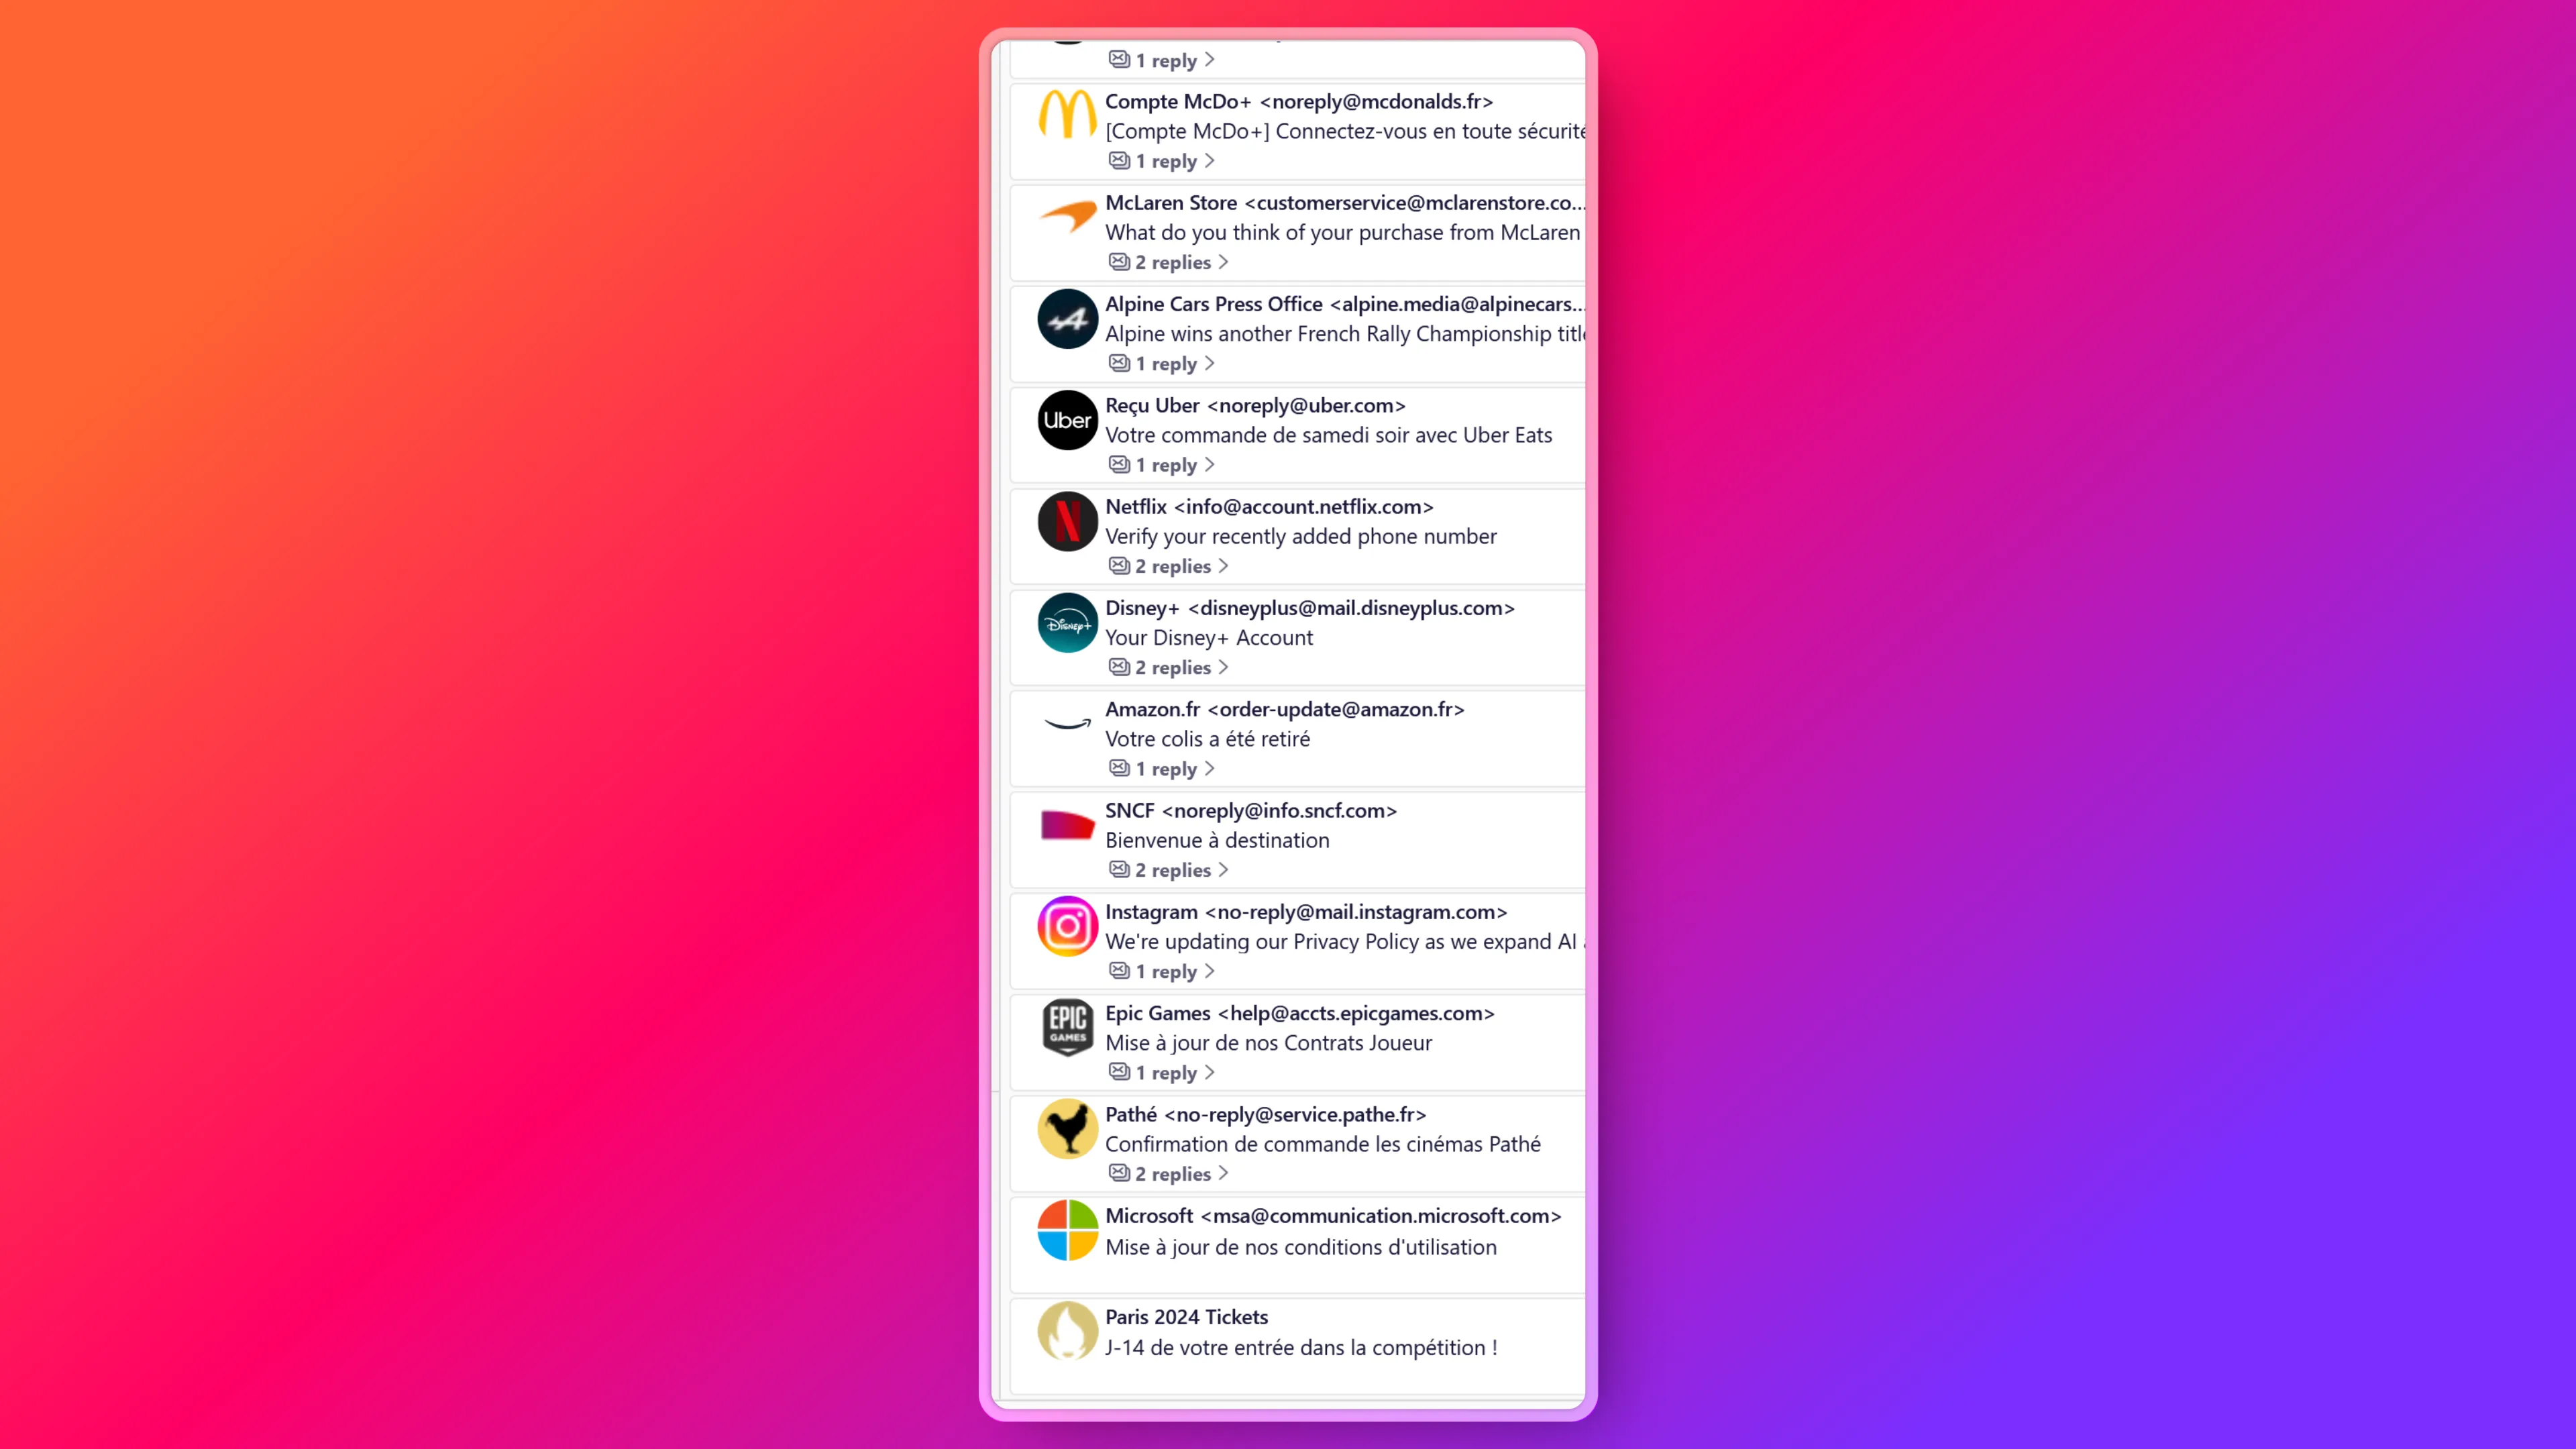 1 reply
Compte McDo+ <noreply@mcdonalds.fr>
[Compte McDo+] Connectez-vous en toute sécurité
1 reply
McLaren Store <customerservice@mclarenstore.co...
What do you think of your purchase from McLaren
2 replies
Alpine Cars Press Office <alpine.media@alpinecars...
Alpine wins another French Rally Championship title
1 reply
Uber
Reçu Uber <noreply@uber.com>
Votre commande de samedi soir avec Uber Eats
1 reply
Netflix <info@account.netflix.com>
Verify your recently added phone number
2 replies
Disney+
Disney+ <disneyplus@mail.disneyplus.com>
Your Disney+ Account
2 replies
Amazon.fr <order-update@amazon.fr>
Votre colis a été retiré
1 reply
SNCF <noreply@info.sncf.com>
Bienvenue à destination
2 replies
Instagram <no-reply@mail.instagram.com>
We're updating our Privacy Policy as we expand AI
1 reply
EPIC
GAMES
Epic Games <help@accts.epicgames.com>
Mise à jour de nos Contrats Joueur
1 reply
Pathé <no-reply@service.pathe.fr>
Confirmation de commande les cinémas Pathé
2 replies
Microsoft <msa@communication.microsoft.com>
Mise à jour de nos conditions d'utilisation
Paris 2024 Tickets
J-14 de votre entrée dans la compétition !